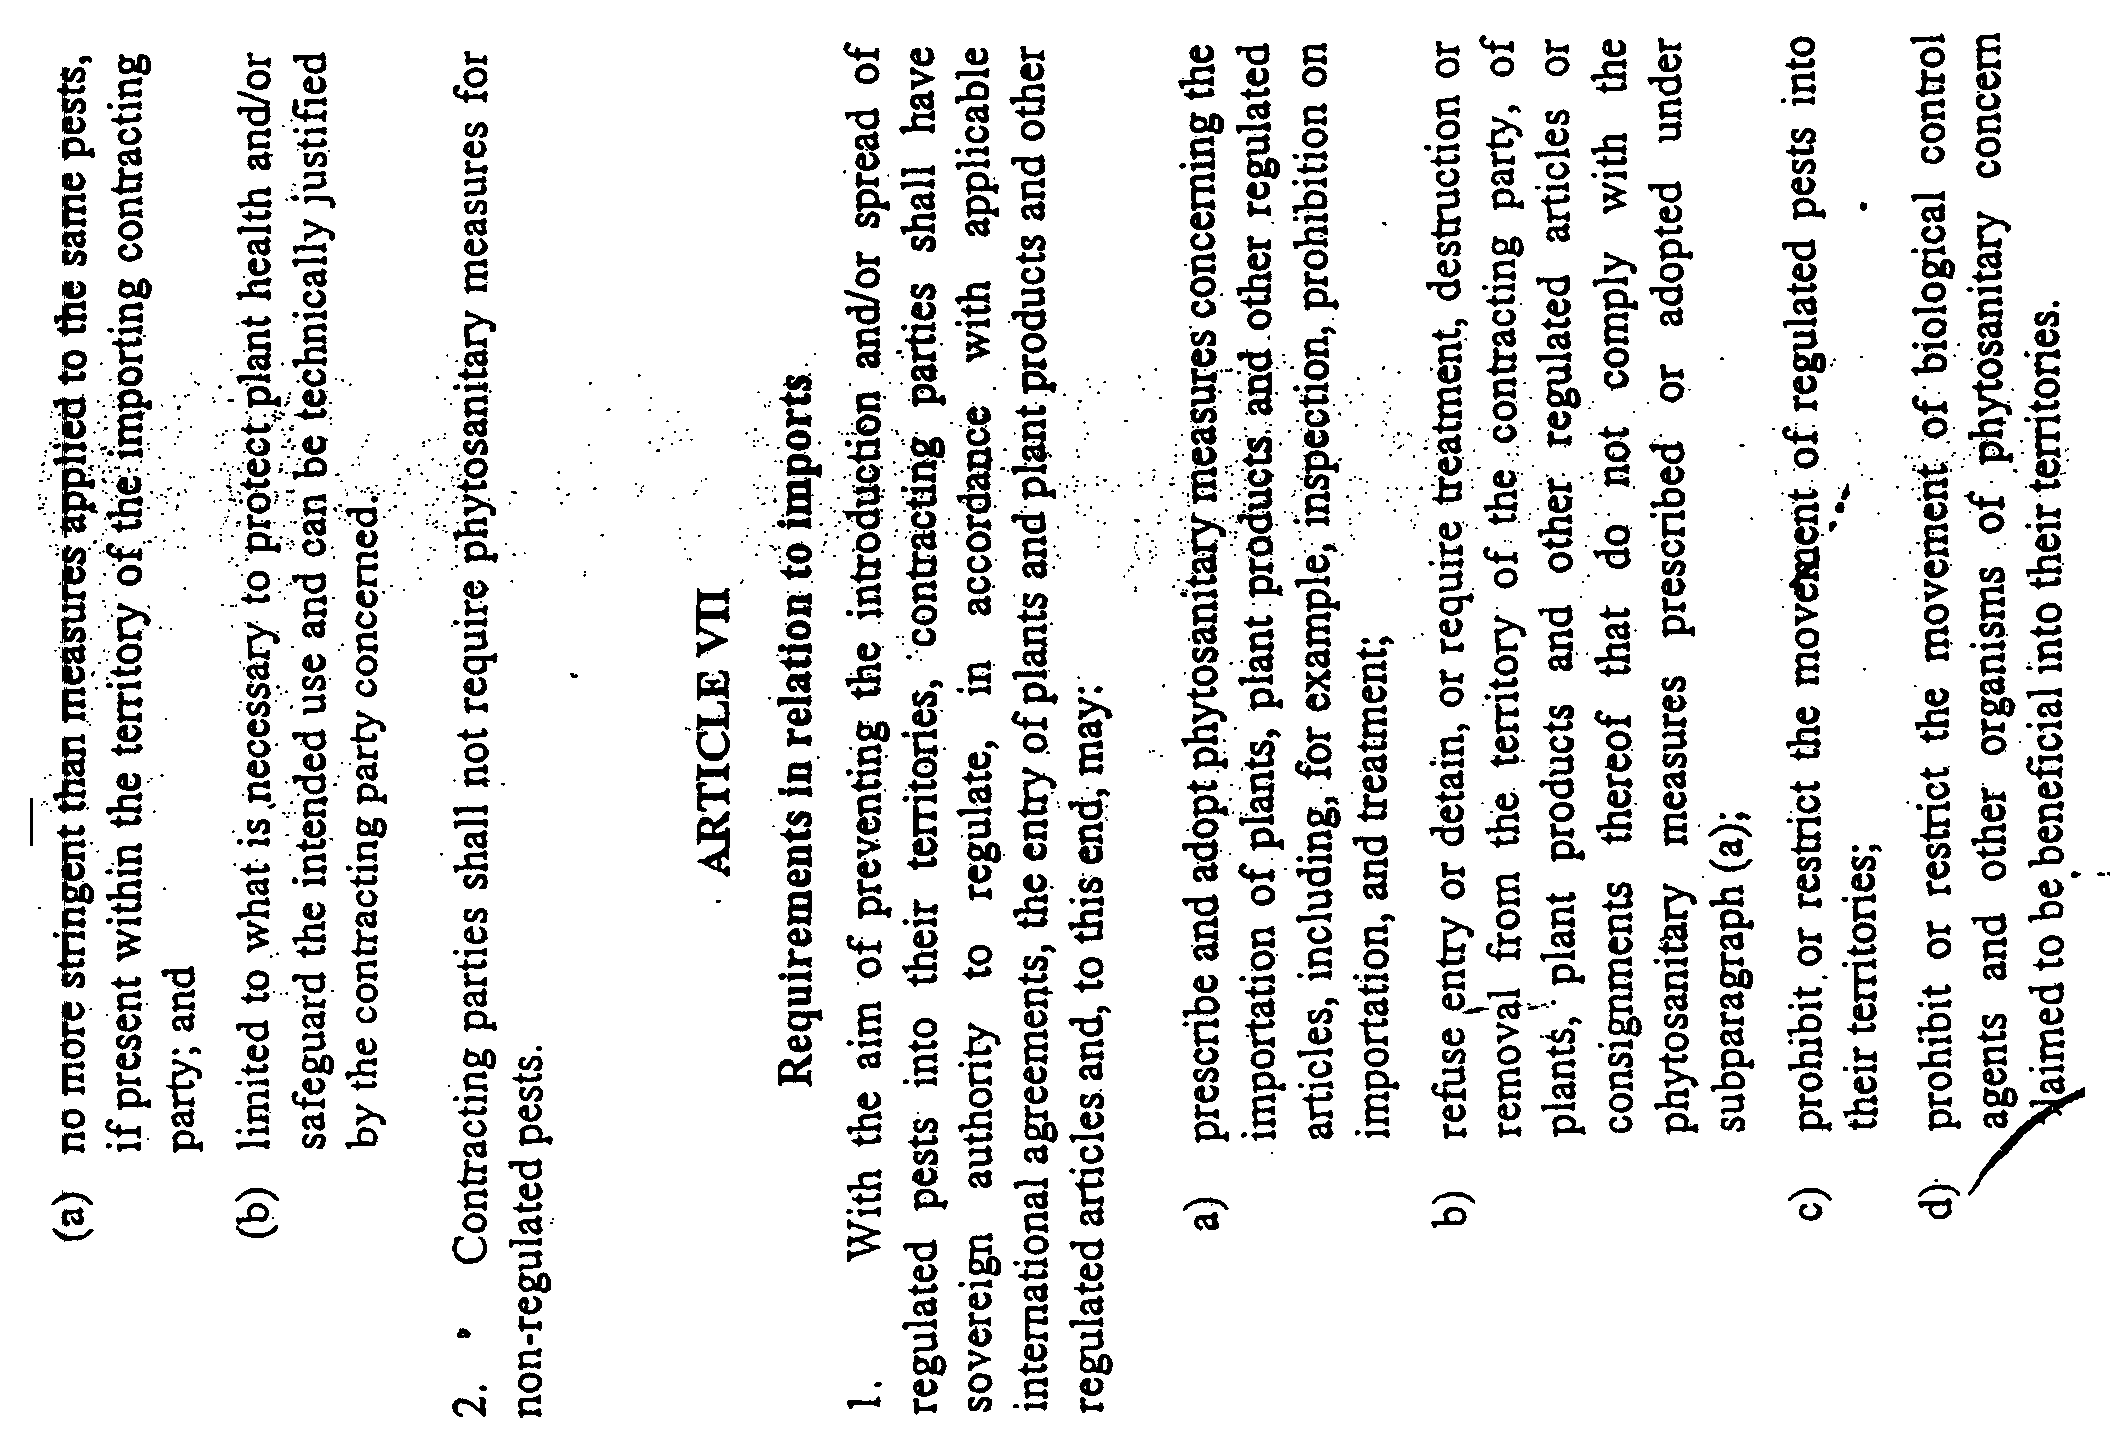 (a) no more stringent than measures applied to the same pests,
if present within the territory of the importing contracting
party; and
(b) limited to what is necessary to protect plant health and/or
safeguard the intended use and can be technically justified
by the contracting party concerned.
2. Contracting parties shall not require phytosanitary measures for
non-regulated pests.
ARTICLE VII
Requirements in relation to imports
1. With the aim of preventing the introduction and/or spread of
regulated pests into their territories, contracting parties shall have
sovereign authority to regulate, in accordance with applicable
international agreements, the entry of plants and plant products and other
regulated articles and, to this end, may:
a) prescribe and adopt phytosanitary measures concerning the
importation of plants, plant products and other regulated
articles, including, for example, inspection, prohibition on
importation, and treatment;
b) refuse entry or detain, or require treatment, destruction or
removal from the territory of the contracting party, of
plants, plant products and other regulated articles or
consignments thereof that do not comply with the
phytosanitary measures prescribed or adopted under
subparagraph (a);
c) prohibit or restrict the movement of regulated pests into
their territories;
d) prohibit or restrict the movement of biological control
agents and other organisms of phytosanitary concern
claimed to be beneficial into their territories.